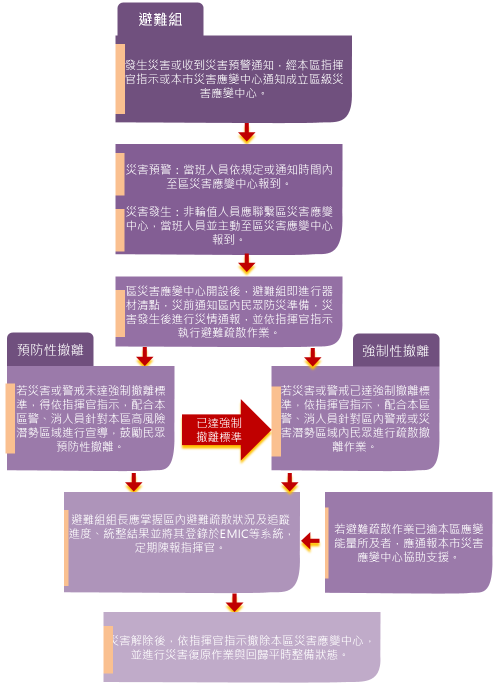 避難組
發生災害或收到災害預警通知，經本區指揮
官指示或本市災害應變中心通知成立區級災
害應變中心。
災害預警：當班人員依規定或通知時間內
至區災害應變中心報到。
災害發生：非輪值人員應聯繫區災害應變
中心，當班人員並主動至區災害應變中心
報到。
區災害應變中心開設後，避難組即進行器
材清點，災前通知區內民眾防災準備，災
害發生後進行災情通報，並依指揮官指示
執行避難疏散作業。
預防性撤離
若災害或警戒未達強制撤離標
準，得依指揮官指示，配合本
區警、消人員針對本區高風險
潛勢區域進行宣導，鼓勵民眾
預防性撤離。
已達強制
撤離標準
強制性撤離
若災害或警戒已達強制撤離標
準，依指揮官指示，配合本區
警、消人員針對區內警戒或災
害潛勢區域內民眾進行疏散撤
離作業。
避難組組長應掌握區內避難疏散狀況及追蹤
進度、統整結果並將其登錄於EMIC等系統，
定期陳報指揮官。
若避難疏散作業已逾本區應變
能量所及者，應通報本市災害
應變中心協助支援。
災害解除後，依指揮官指示撤除本區災害應變中心，
並進行災害復原作業與回歸平時整備狀態。